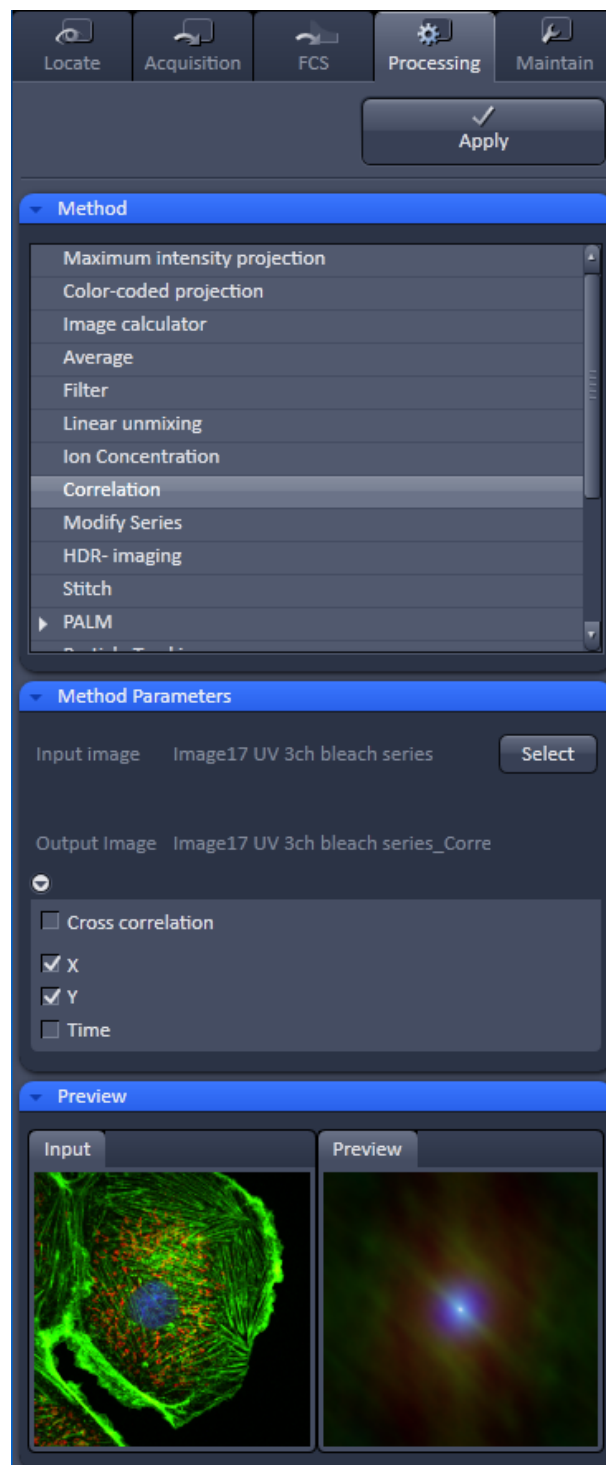 Locate Acquisition FCS Processing Maintain
Apply
Method
Maximum intensity projection
Color-coded projection
Image calculator
Average
Filter
Linear unmixing
Ion Concentration
Correlation
Modify Series
HDR- imaging
Stitch
PALM
Method Parameters
Input image Image17 UV 3ch bleach series Select
Output Image Image17 UV 3ch bleach series_Corre
Cross correlation
X
Y
Time
Preview
Input Preview